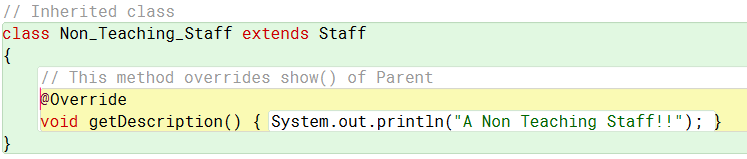 // Inherited class
class Non_Teaching_Staff extends Staff
{
// This method overrides show() of Parent
@Override
void getDescription() { System.out.println("A Non Teaching Staff!!"); }
}